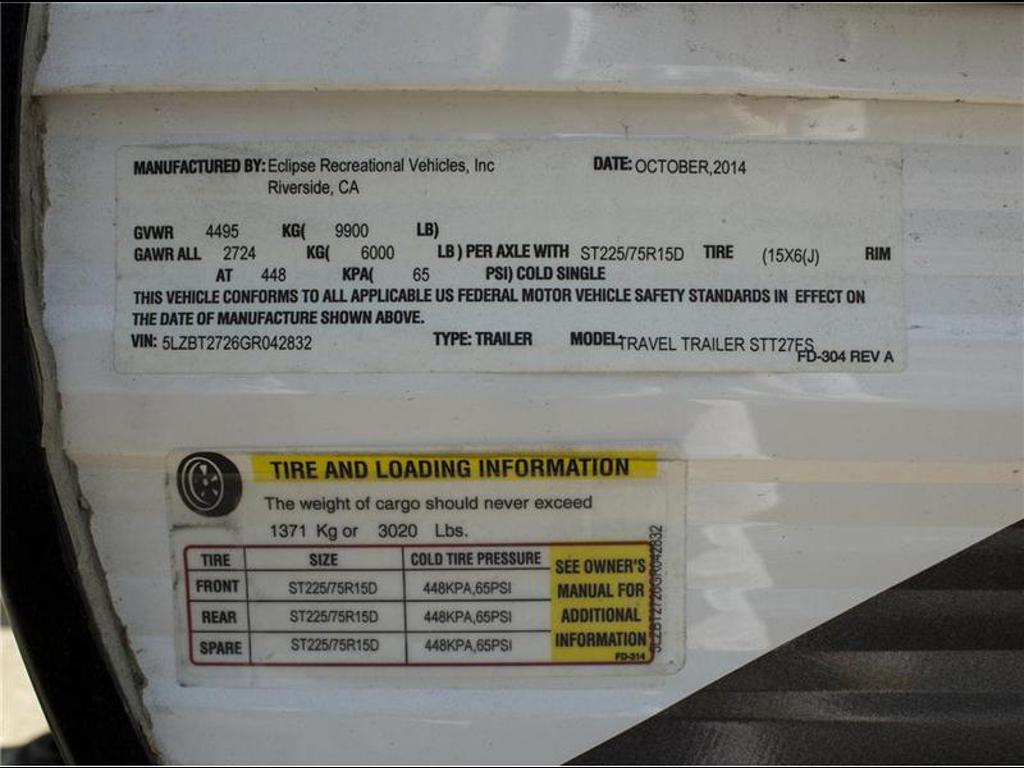 MANUFACTURED BY: Eclipse Recreational Vehicles, Inc DATE: OCTOBER,2014
Riverside, CA
GVWR 4495 KG( 9900 LB)
GAWR ALL 2724 KG( 6000 LB ) PER AXLE WITH ST225/75R15D TIRE (15X6(J) RIM
AT 448 KPA( 65 PSI) COLD SINGLE
THIS VEHICLE CONFORMS TO ALL APPLICABLE US FEDERAL MOTOR VEHICLE SAFETY STANDARDS IN EFFECT ON
THE DATE OF MANUFACTURE SHOWN ABOVE.
VIN: 5LZBT2726GR042832 TYPE: TRAILER MODEL: TRAVEL TRAILER STT27FS
FD-304 REV A
TIRE AND LOADING INFORMATION
The weight of cargo should never exceed
1371 Kg or 3020 Lbs.
TIRE SIZE COLD TIRE PRESSURE
FRONT ST225/75R15D 448KPA,65PSI
REAR ST225/75R15D 448KPA,65PSI
SPARE ST225/75R15D 448KPA,65PSI
SEE OWNER'S
MANUAL FOR
ADDITIONAL
INFORMATION
FD-314
5LZBT2726GR042832